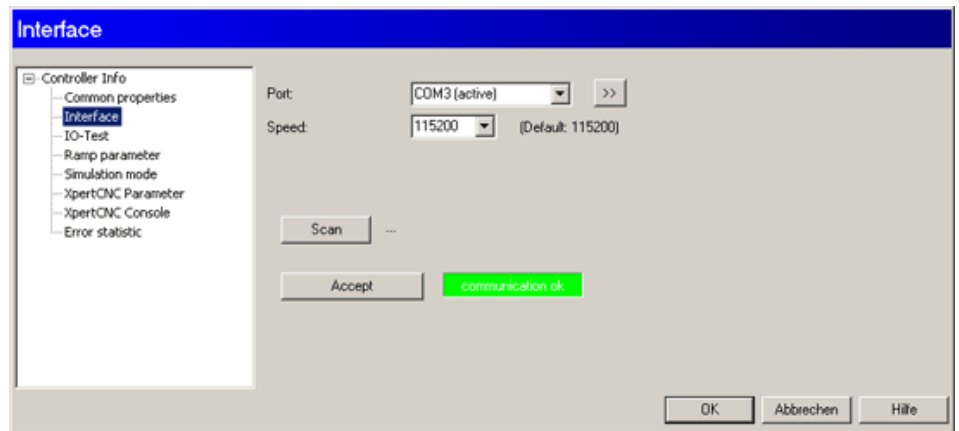 Interface
Controller Info
Common properties
Interface
IO-Test
Ramp parameter
Simulation mode
XpertCNC Parameter
XpertCNC Console
Error statistic
Port: COM3 (active) >>
Speed: 115200 (Default: 115200)
Scan ...
Accept communication ok
OK Abbrechen Hilfe